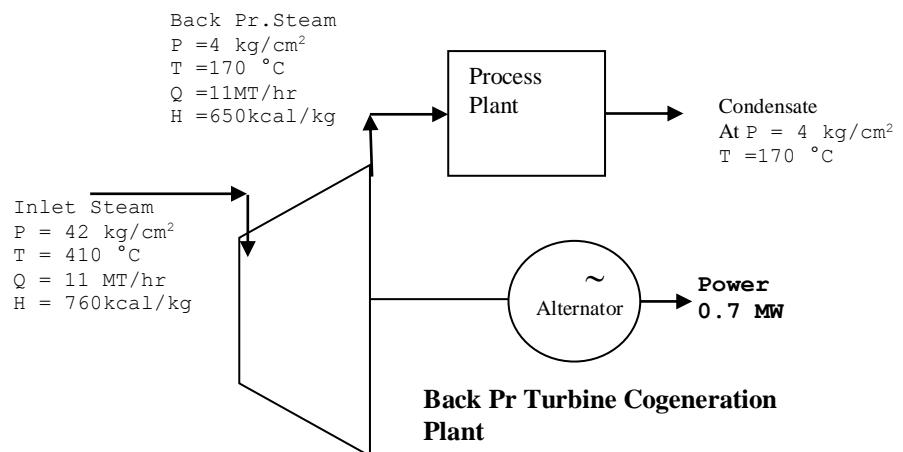 Back Pr.Steam
P =4 kg/cm²
T =170 °C
Q =11MT/hr
H =650kcal/kg
Process
Plant
Condensate
At P = 4 kg/cm²
T =170 °C
Inlet Steam
P = 42 kg/cm²
T = 410 °C
Q = 11 MT/hr
H = 760kcal/kg
~
Alternator
Power
0.7 MW
Back Pr Turbine Cogeneration
Plant